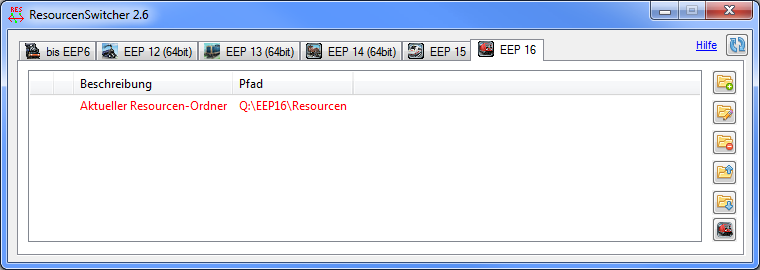 RES
ResourcenSwitcher 2.6
bis EEP6 EEP 12 (64bit) EEP 13 (64bit) EEP 14 (64bit) EEP 15 EEP 16 Hilfe
Beschreibung Pfad
Aktueller Resourcen-Ordner Q:\EEP16\Resourcen